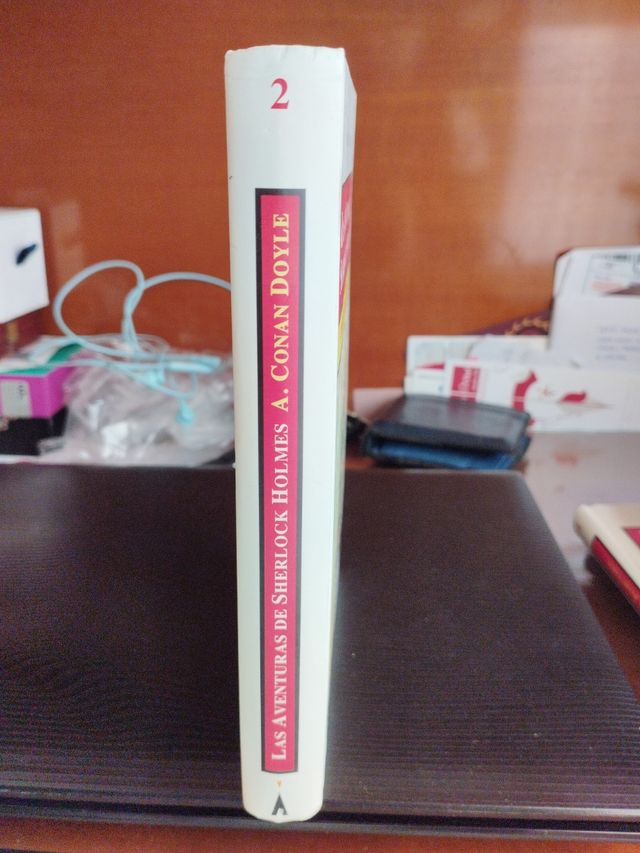 2
LAS AVENTURAS DE SHERLOCK HOLMES A. CONAN DOYLE